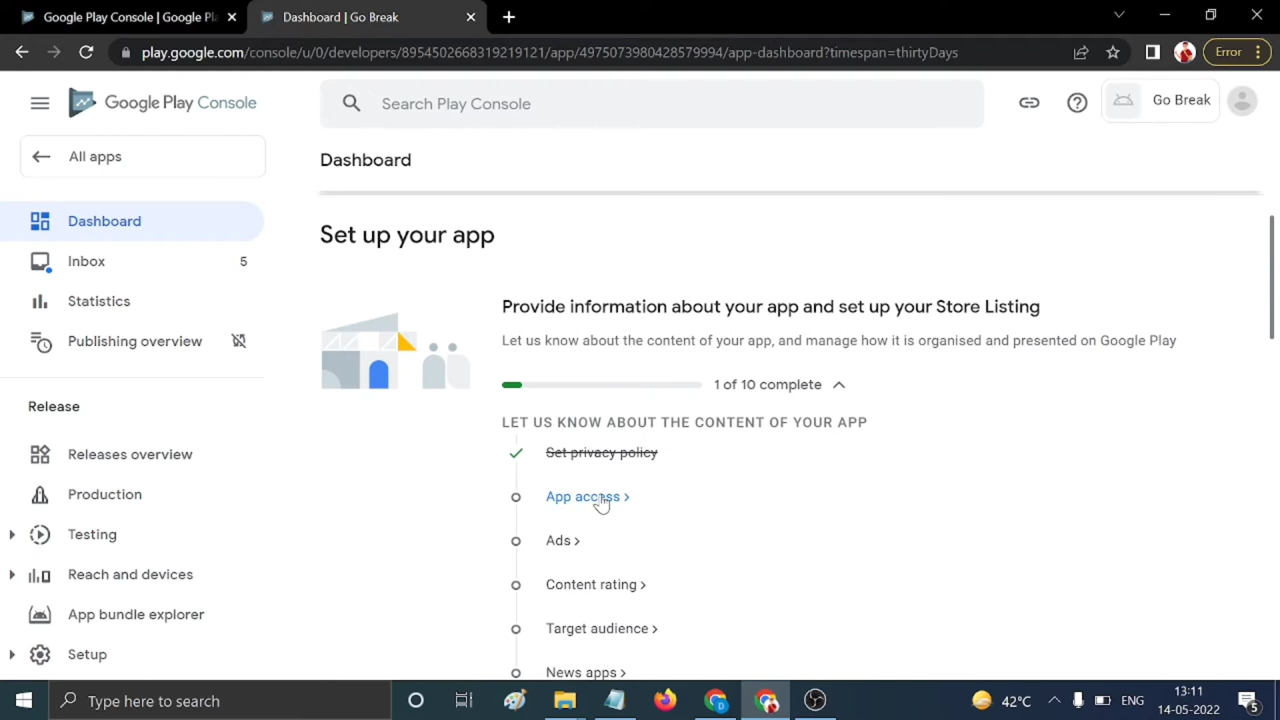 Google Play Console | Google Pla
Dashboard | Go Break
play.google.com/console/u/0/developers/8954502668319219121/app/4975073980428579994/app-dashboard?timespan=thirtyDays
Error
Google Play Console
Search Play Console
Go Break
All apps
Dashboard
Dashboard
Inbox 5
Statistics
Publishing overview
Release
Releases overview
Production
Testing
Reach and devices
App bundle explorer
Setup
Set up your app
Provide information about your app and set up your Store Listing
Let us know about the content of your app, and manage how it is organised and presented on Google Play
1 of 10 complete
LET US KNOW ABOUT THE CONTENT OF YOUR APP
Set privacy policy
App access >
Ads >
Content rating >
Target audience >
News apps >
Type here to search
42°C
ENG
13:11
14-05-2022
5